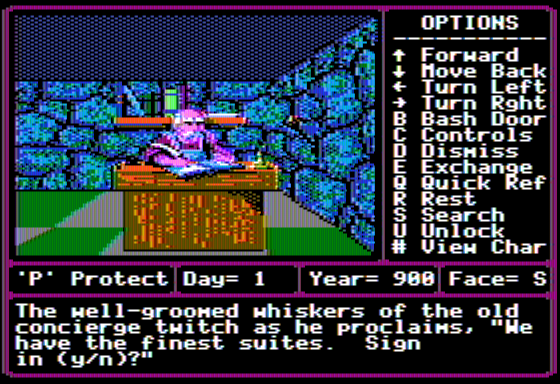 OPTIONS
------------
↑ Forward
↓ Move Back
← Turn Left
→ Turn Rght
B Bash Door
C Controls
D Dismiss
E Exchange
Q Quick Ref
R Rest
S Search
U Unlock
# View Char
'P' Protect Day= 1 Year= 900 Face= S
The well-groomed whiskers of the old
concierge twitch as he proclaims, "We
have the finest suites.  Sign
in (y/n)?"